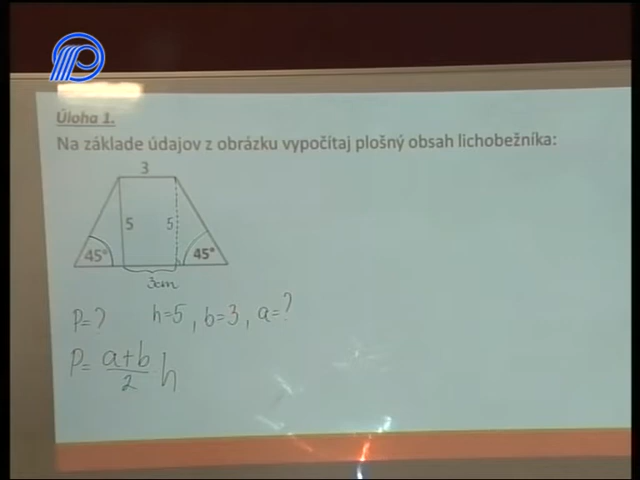 Úloha 1.
Na základe údajov z obrázku vypočítaj plošný obsah lichobežníka:
3
5 5
45° 45°
3cm
P=? h=5, b=3, a=?
P= a+b/2 h